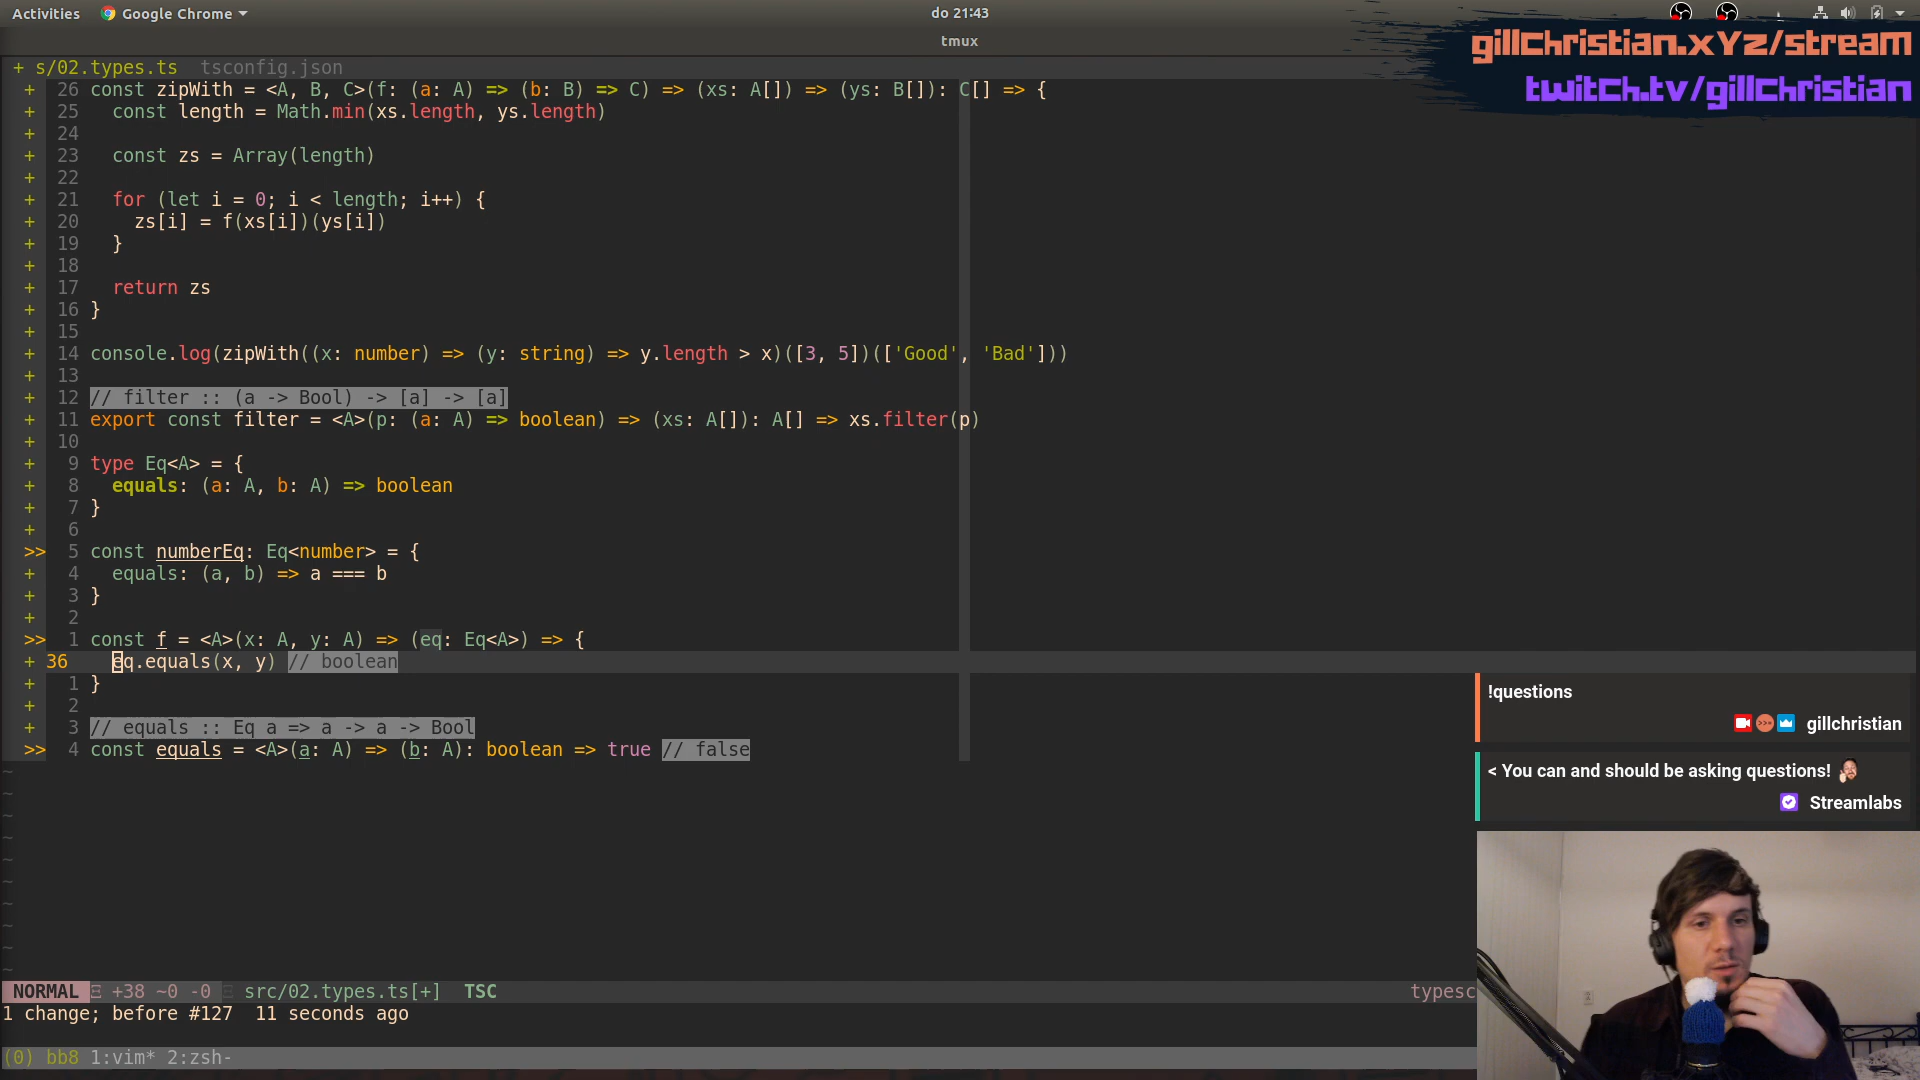 Activities Google Chrome do 21:43
tmux
gillChristian.xYz/streaM
twitCh.tv/gillChristian
+ s/02.types.ts tsconfig.json
+ 26 const zipWith = <A, B, C>(f: (a: A) => (b: B) => C) => (xs: A[]) => (ys: B[]): C[] => {
+ 25 const length = Math.min(xs.length, ys.length)
+ 24
+ 23 const zs = Array(length)
+ 22
+ 21 for (let i = 0; i < length; i++) {
+ 20 zs[i] = f(xs[i])(ys[i])
+ 19 }
+ 18
+ 17 return zs
+ 16 }
+ 15
+ 14 console.log(zipWith((x: number) => (y: string) => y.length > x)([3, 5])(['Good', 'Bad']))
+ 13
+ 12 // filter :: (a -> Bool) -> [a] -> [a]
+ 11 export const filter = <A>(p: (a: A) => boolean) => (xs: A[]): A[] => xs.filter(p)
+ 10
+ 9 type Eq<A> = {
+ 8 equals: (a: A, b: A) => boolean
+ 7 }
+ 6
>> 5 const numberEq: Eq<number> = {
+ 4 equals: (a, b) => a === b
+ 3 }
+ 2
>> 1 const f = <A>(x: A, y: A) => (eq: Eq<A>) => {
+ 36 eq.equals(x, y) // boolean
+ 1 }
+ 2
+ 3 // equals :: Eq a => a -> a -> Bool
>> 4 const equals = <A>(a: A) => (b: A): boolean => true // false
~
~
~
~
~
~
~
~
~
~
!questions
gillchristian
< You can and should be asking questions!
Streamlabs
NORMAL +38 ~0 -0 src/02.types.ts[+] TSC typesc
1 change; before #127 11 seconds ago
(0) bb8 1:vim* 2:zsh-